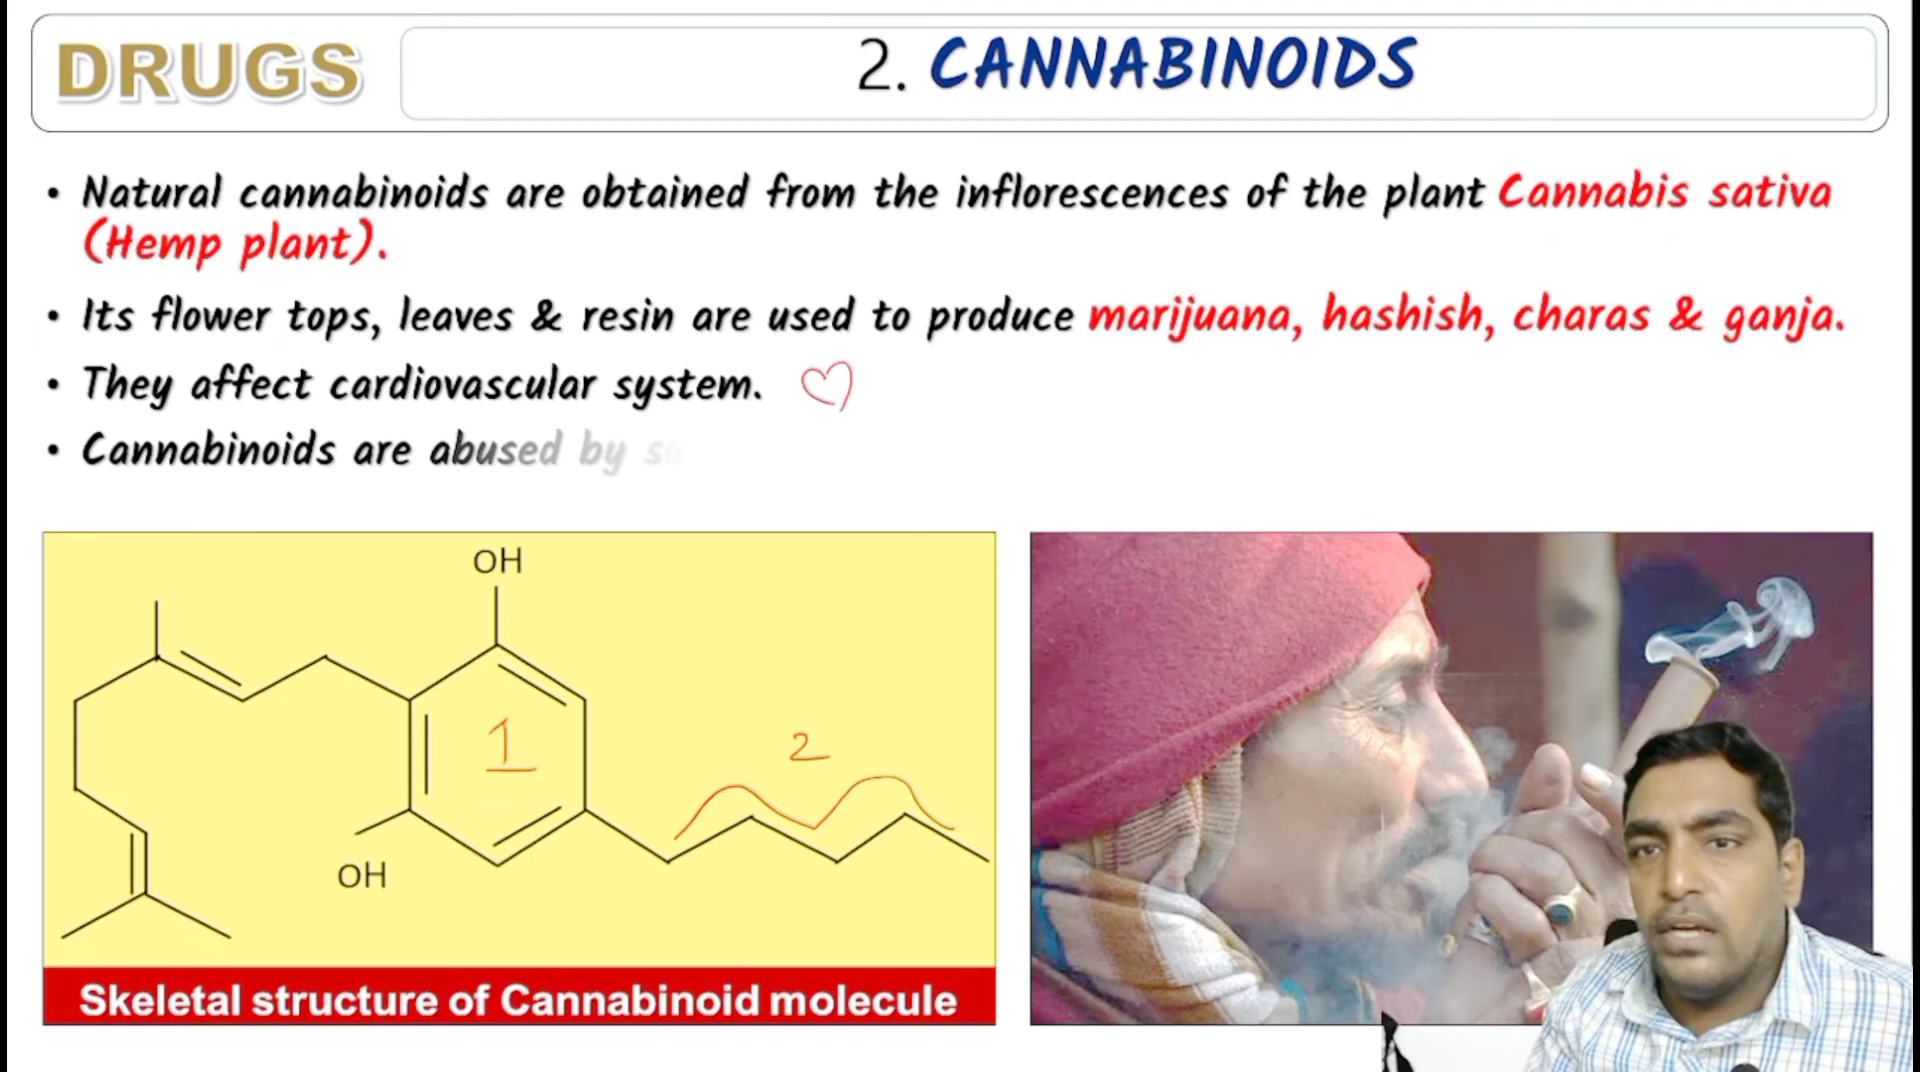 DRUGS
2. CANNABINOIDS
• Natural cannabinoids are obtained from the inflorescences of the plant Cannabis sativa
(Hemp plant).
• Its flower tops, leaves & resin are used to produce marijuana, hashish, charas & ganja.
• They affect cardiovascular system.
• Cannabinoids are abused by
OH
1
2
OH
Skeletal structure of Cannabinoid molecule